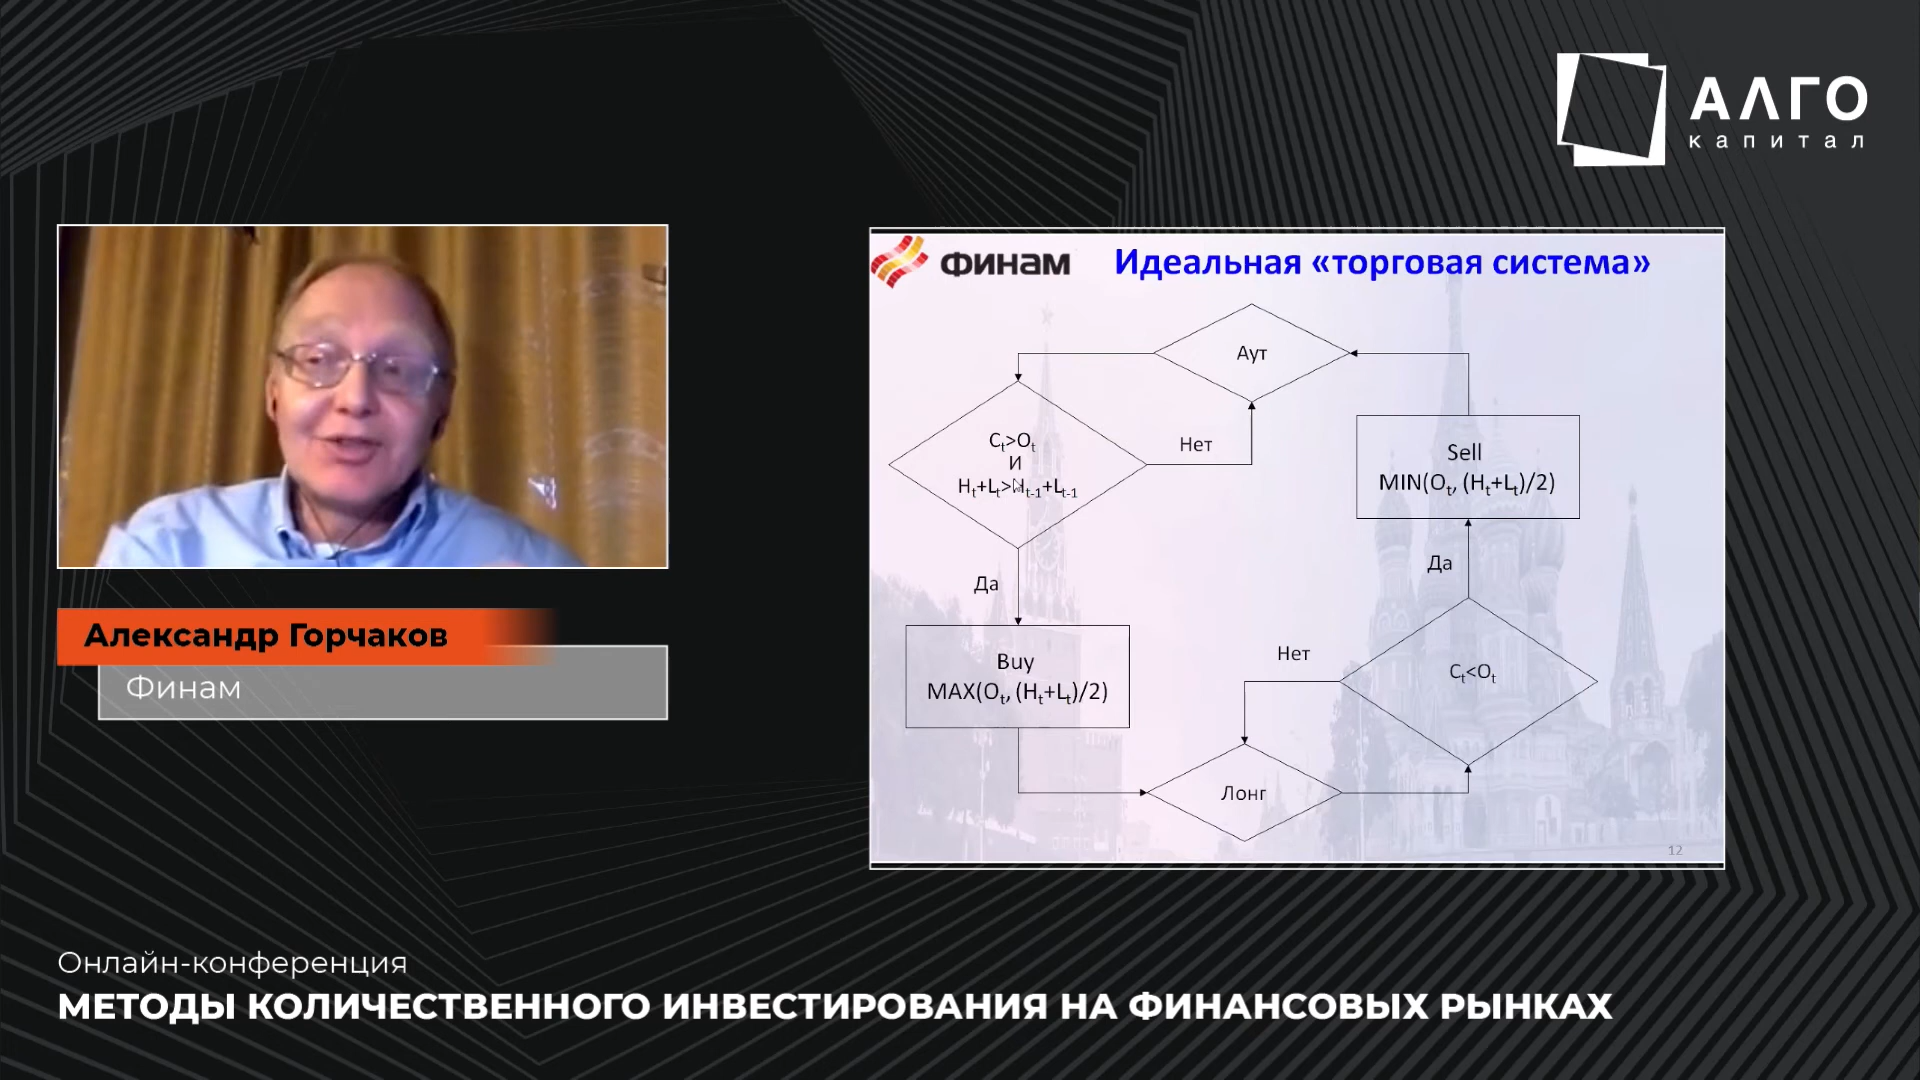 АЛГО
капитал
ФИНАМ
Идеальная «торговая система»
Аут
Cₜ>Oₜ
И
Hₜ+Lₜ>Hₜ₋₁+Lₜ₋₁
Нет
Sell
MIN(Oₜ, (Hₜ+Lₜ)/2)
Да
Да
Buy
MAX(Oₜ, (Hₜ+Lₜ)/2)
Нет
Cₜ<Oₜ
Лонг
12
Александр Горчаков
Финам
Онлайн-конференция
МЕТОДЫ КОЛИЧЕСТВЕННОГО ИНВЕСТИРОВАНИЯ НА ФИНАНСОВЫХ РЫНКАХ